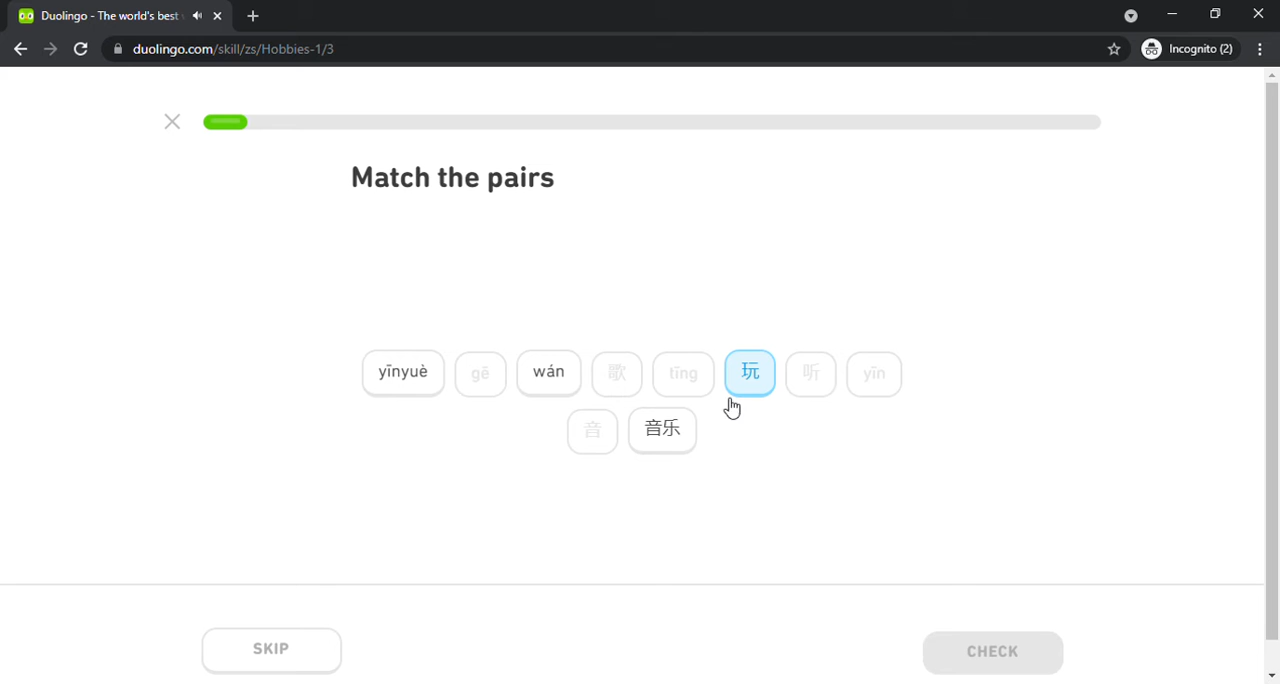 Duolingo - The world's best
duolingo.com/skill/zs/Hobbies-1/3
Incognito (2)
Match the pairs
yīnyuè gē wán 歌 tīng 玩 听 yīn
音 音乐
SKIP
CHECK